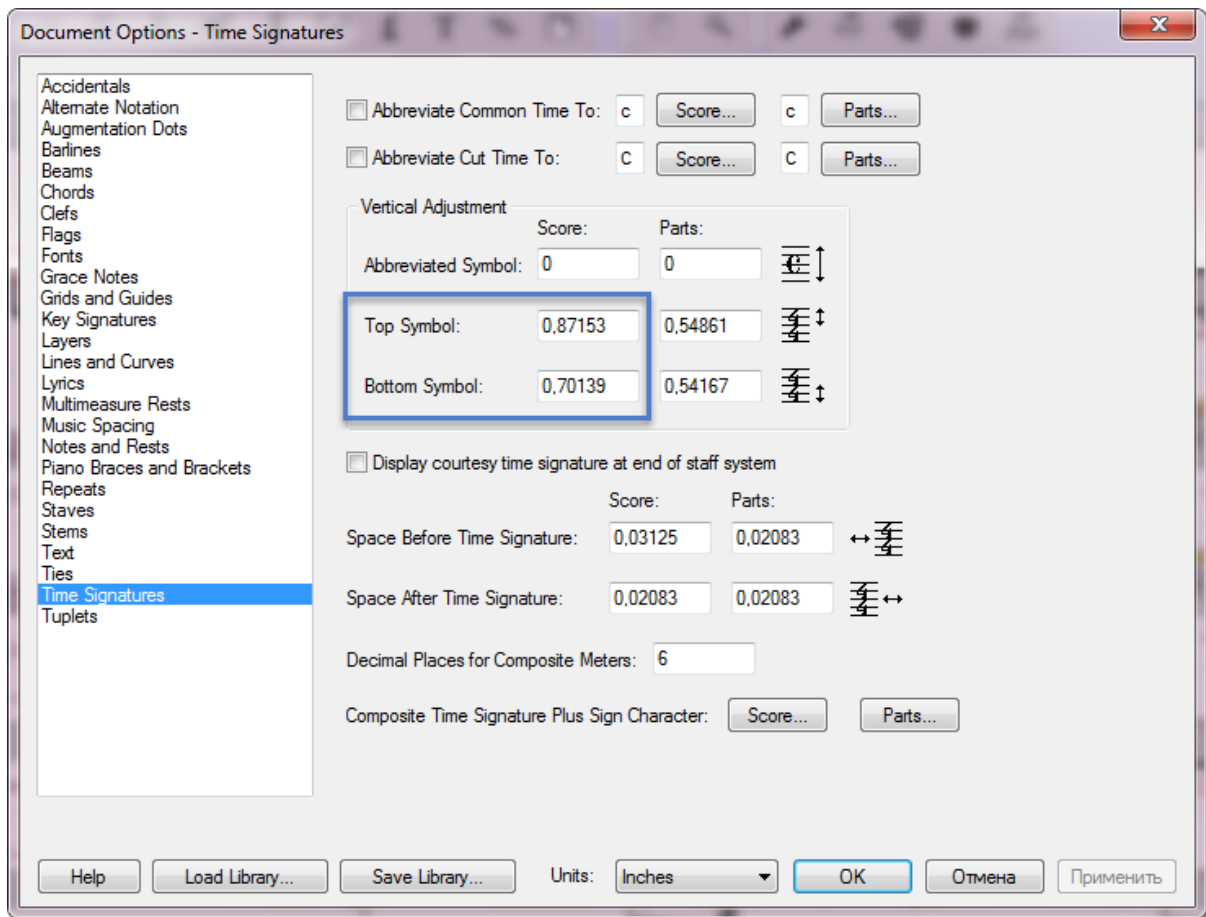 Document Options - Time Signatures
Accidentals
Alternate Notation
Augmentation Dots
Barlines
Beams
Chords
Clefs
Flags
Fonts
Grace Notes
Grids and Guides
Key Signatures
Layers
Lines and Curves
Lyrics
Multimeasure Rests
Music Spacing
Notes and Rests
Piano Braces and Brackets
Repeats
Staves
Stems
Text
Ties
Time Signatures
Tuplets
Abbreviate Common Time To: c Score... c Parts...
Abbreviate Cut Time To: C Score... C Parts...
Vertical Adjustment
Score: Parts:
Abbreviated Symbol: 0 0
Top Symbol: 0,87153 0,54861
Bottom Symbol: 0,70139 0,54167
Display courtesy time signature at end of staff system
Score: Parts:
Space Before Time Signature: 0,03125 0,02083
Space After Time Signature: 0,02083 0,02083
Decimal Places for Composite Meters: 6
Composite Time Signature Plus Sign Character: Score... Parts...
Help Load Library... Save Library... Units: Inches OK Отмена Применить